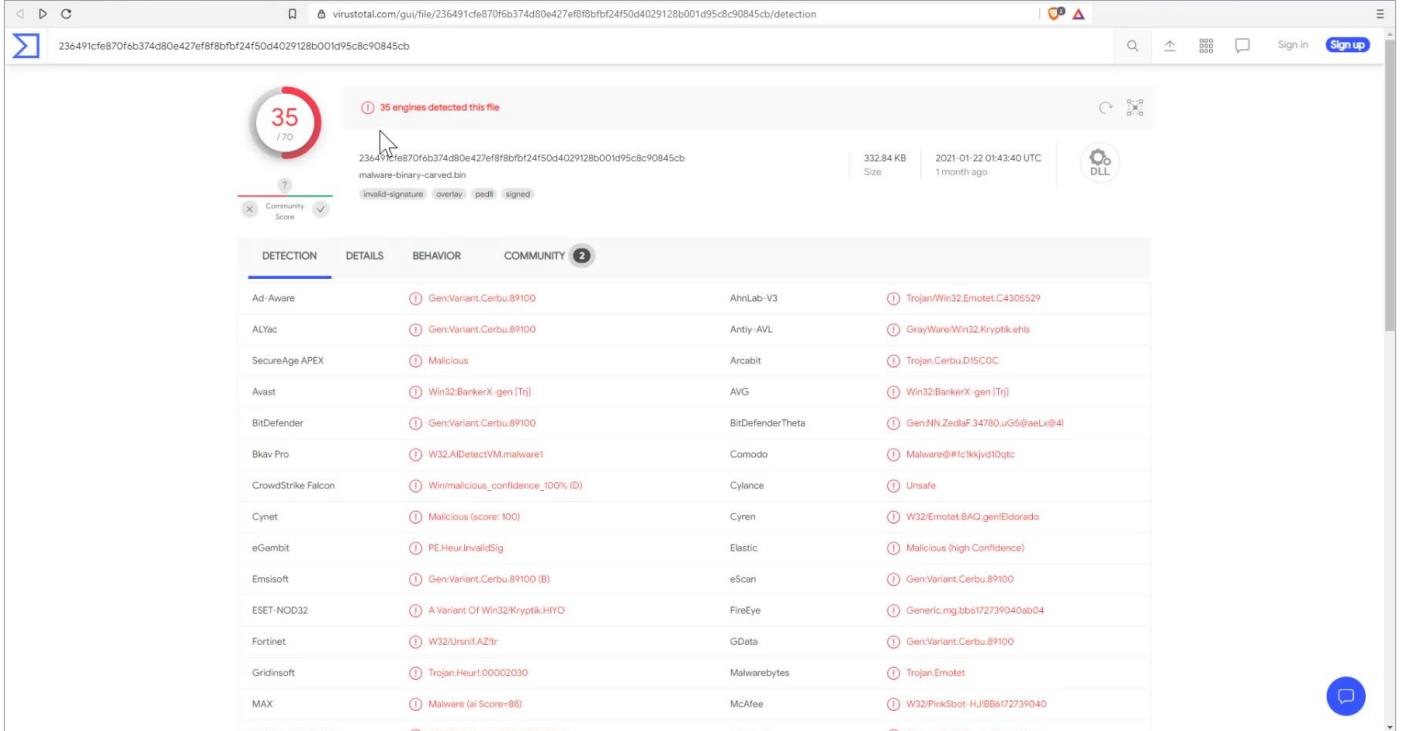 virustotal.com/gui/file/236491cfe870f6b374d80e427ef8f8bfbf24f50d4029128b001d95c8c90845cb/detection
236491cfe870f6b374d80e427ef8f8bfbf24f50d4029128b001d95c8c90845cb
Sign in
Sign up
35
/ 70
35 engines detected this file
236491cfe870f6b374d80e427ef8f8bfbf24f50d4029128b001d95c8c90845cb
malware-binary-carved.bin
invalid-signature overlay pedll signed
332.84 KB
Size
2021-01-22 01:43:40 UTC
1 month ago
DLL
?
Community
Score
DETECTION DETAILS BEHAVIOR COMMUNITY 2
Ad-Aware Gen:Variant.Cerbu.89100 AhnLab-V3 Trojan/Win32.Emotet.C4305529
ALYac Gen:Variant.Cerbu.89100 Antiy-AVL GrayWare/Win32.Kryptik.ehls
SecureAge APEX Malicious Arcabit Trojan.Cerbu.D15C0C
Avast Win32:BankerX-gen [Trj] AVG Win32:BankerX-gen [Trj]
BitDefender Gen:Variant.Cerbu.89100 BitDefenderTheta Gen:NN.ZedlaF.34780.uG5@aeLx@4l
Bkav Pro W32.AIDetectVM.malware1 Comodo Malware@#1c1kkjvd10qtc
CrowdStrike Falcon Win/malicious_confidence_100% (D) Cylance Unsafe
Cynet Malicious (score: 100) Cyren W32/Emotet.BAQ.gen!Eldorado
eGambit PE.Heur.InvalidSig Elastic Malicious (high Confidence)
Emsisoft Gen:Variant.Cerbu.89100 (B) eScan Gen:Variant.Cerbu.89100
ESET-NOD32 A Variant Of Win32/Kryptik.HIYO FireEye Generic.mg.bb6172739040ab04
Fortinet W32/Ursnif.AZ!tr GData Gen:Variant.Cerbu.89100
Gridinsoft Trojan.Heur!.00002030 Malwarebytes Trojan.Emotet
MAX Malware (ai Score=88) McAfee W32/PinkSbot-HJ!BB6172739040